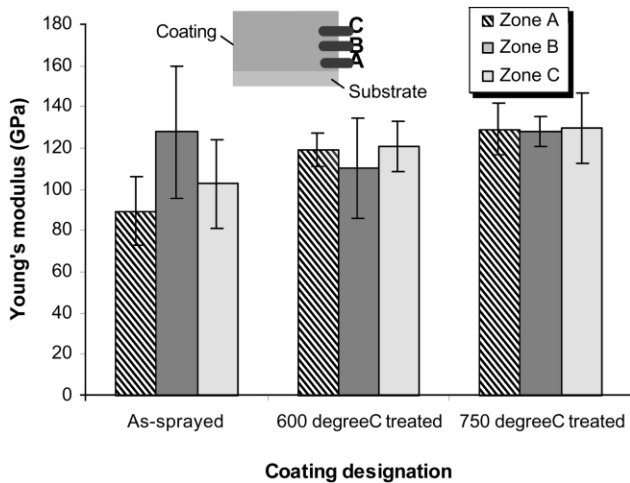 Young's modulus (GPa)
180
160
140
120
100
80
60
40
20
0
Coating
C
B
A
Substrate
Zone A
Zone B
Zone C
As-sprayed
600 degreeC treated
750 degreeC treated
Coating designation